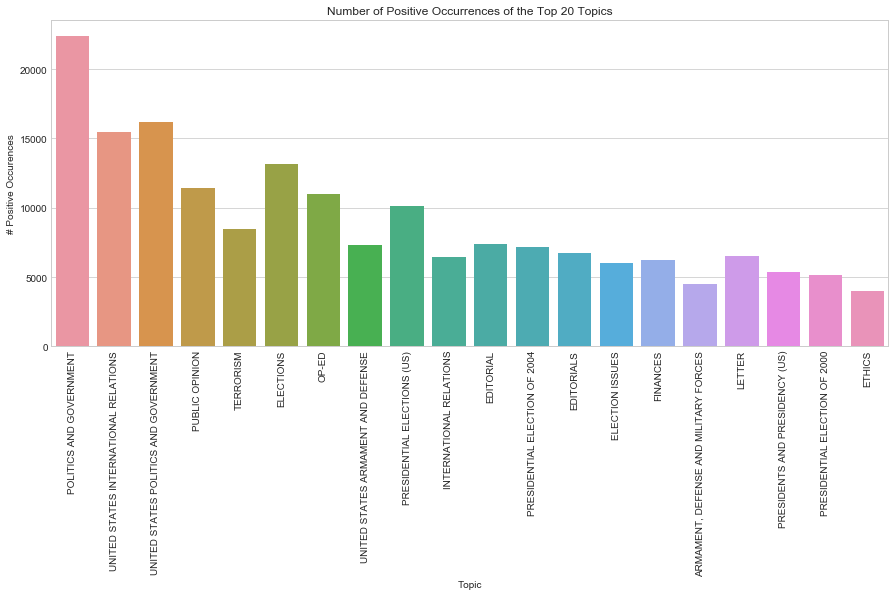 Number of Positive Occurrences of the Top 20 Topics
# Positive Occurences
20000
15000
10000
5000
0
POLITICS AND GOVERNMENT
UNITED STATES INTERNATIONAL RELATIONS
UNITED STATES POLITICS AND GOVERNMENT
PUBLIC OPINION
TERRORISM
ELECTIONS
OP-ED
UNITED STATES ARMAMENT AND DEFENSE
PRESIDENTIAL ELECTIONS (US)
INTERNATIONAL RELATIONS
EDITORIAL
PRESIDENTIAL ELECTION OF 2004
EDITORIALS
ELECTION ISSUES
FINANCES
ARMAMENT, DEFENSE AND MILITARY FORCES
LETTER
PRESIDENTS AND PRESIDENCY (US)
PRESIDENTIAL ELECTION OF 2000
ETHICS
Topic